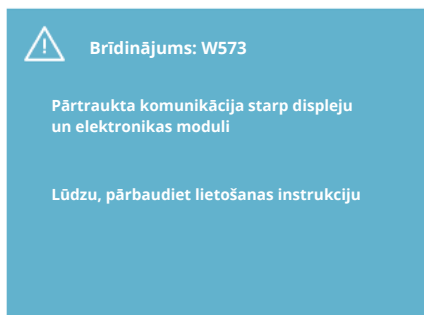 Brīdinājums: W573
Pārtraukta komunikācija starp displeju
un elektronikas moduli
Lūdzu, pārbaudiet lietošanas instrukciju